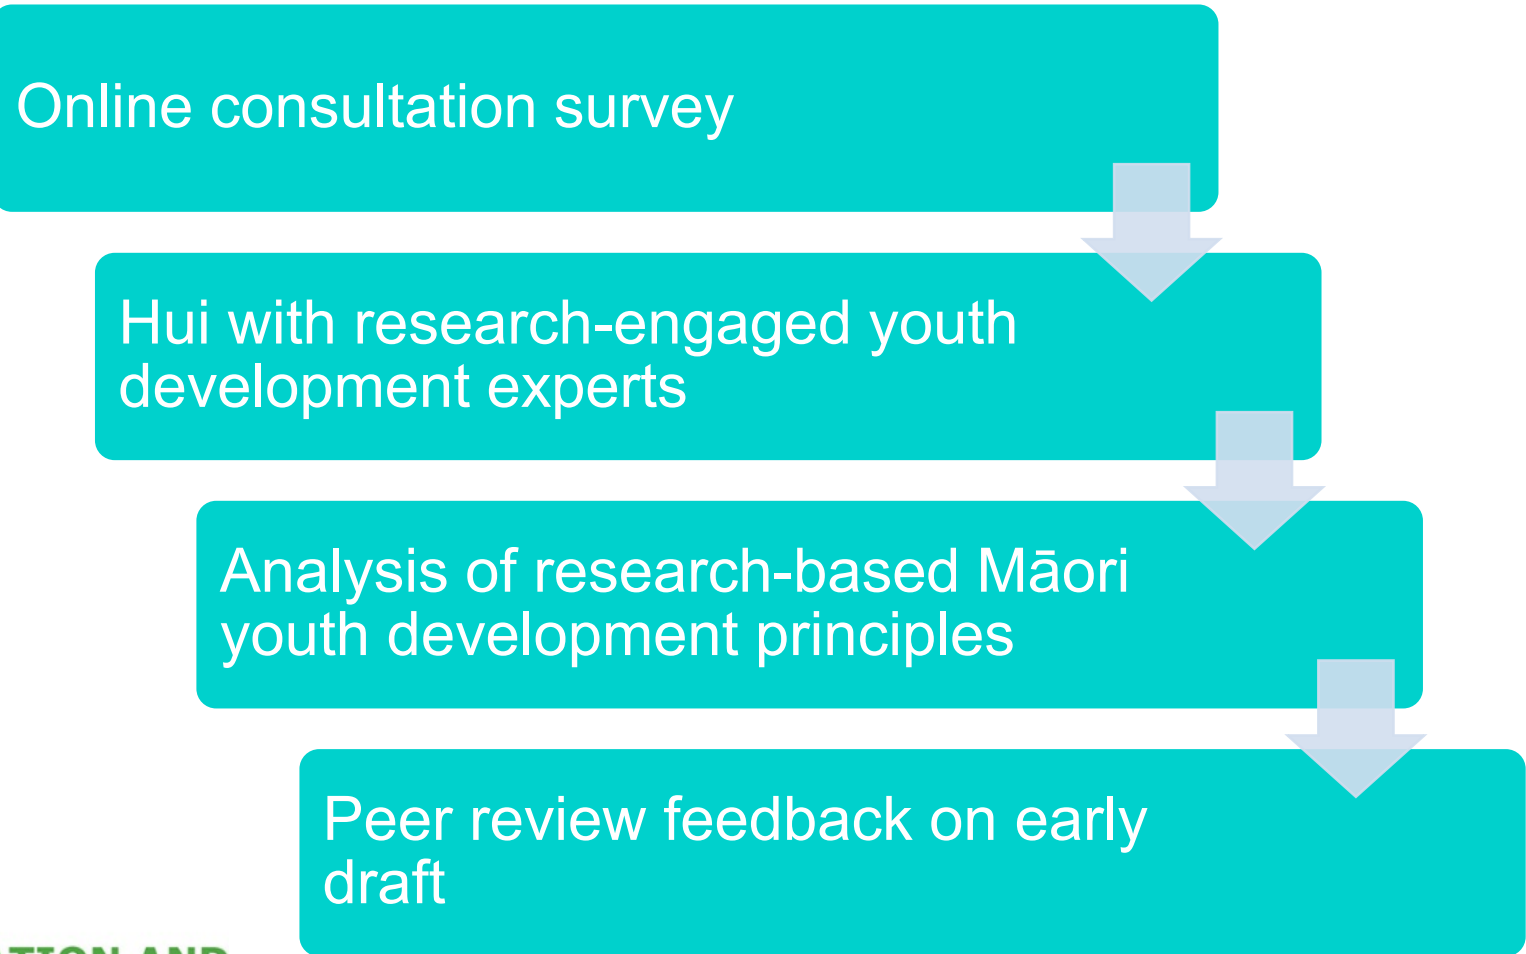 Online consultation survey
Hui with research-engaged youth
development experts
Analysis of research-based Māori
youth development principles
Peer review feedback on early
draft
AND